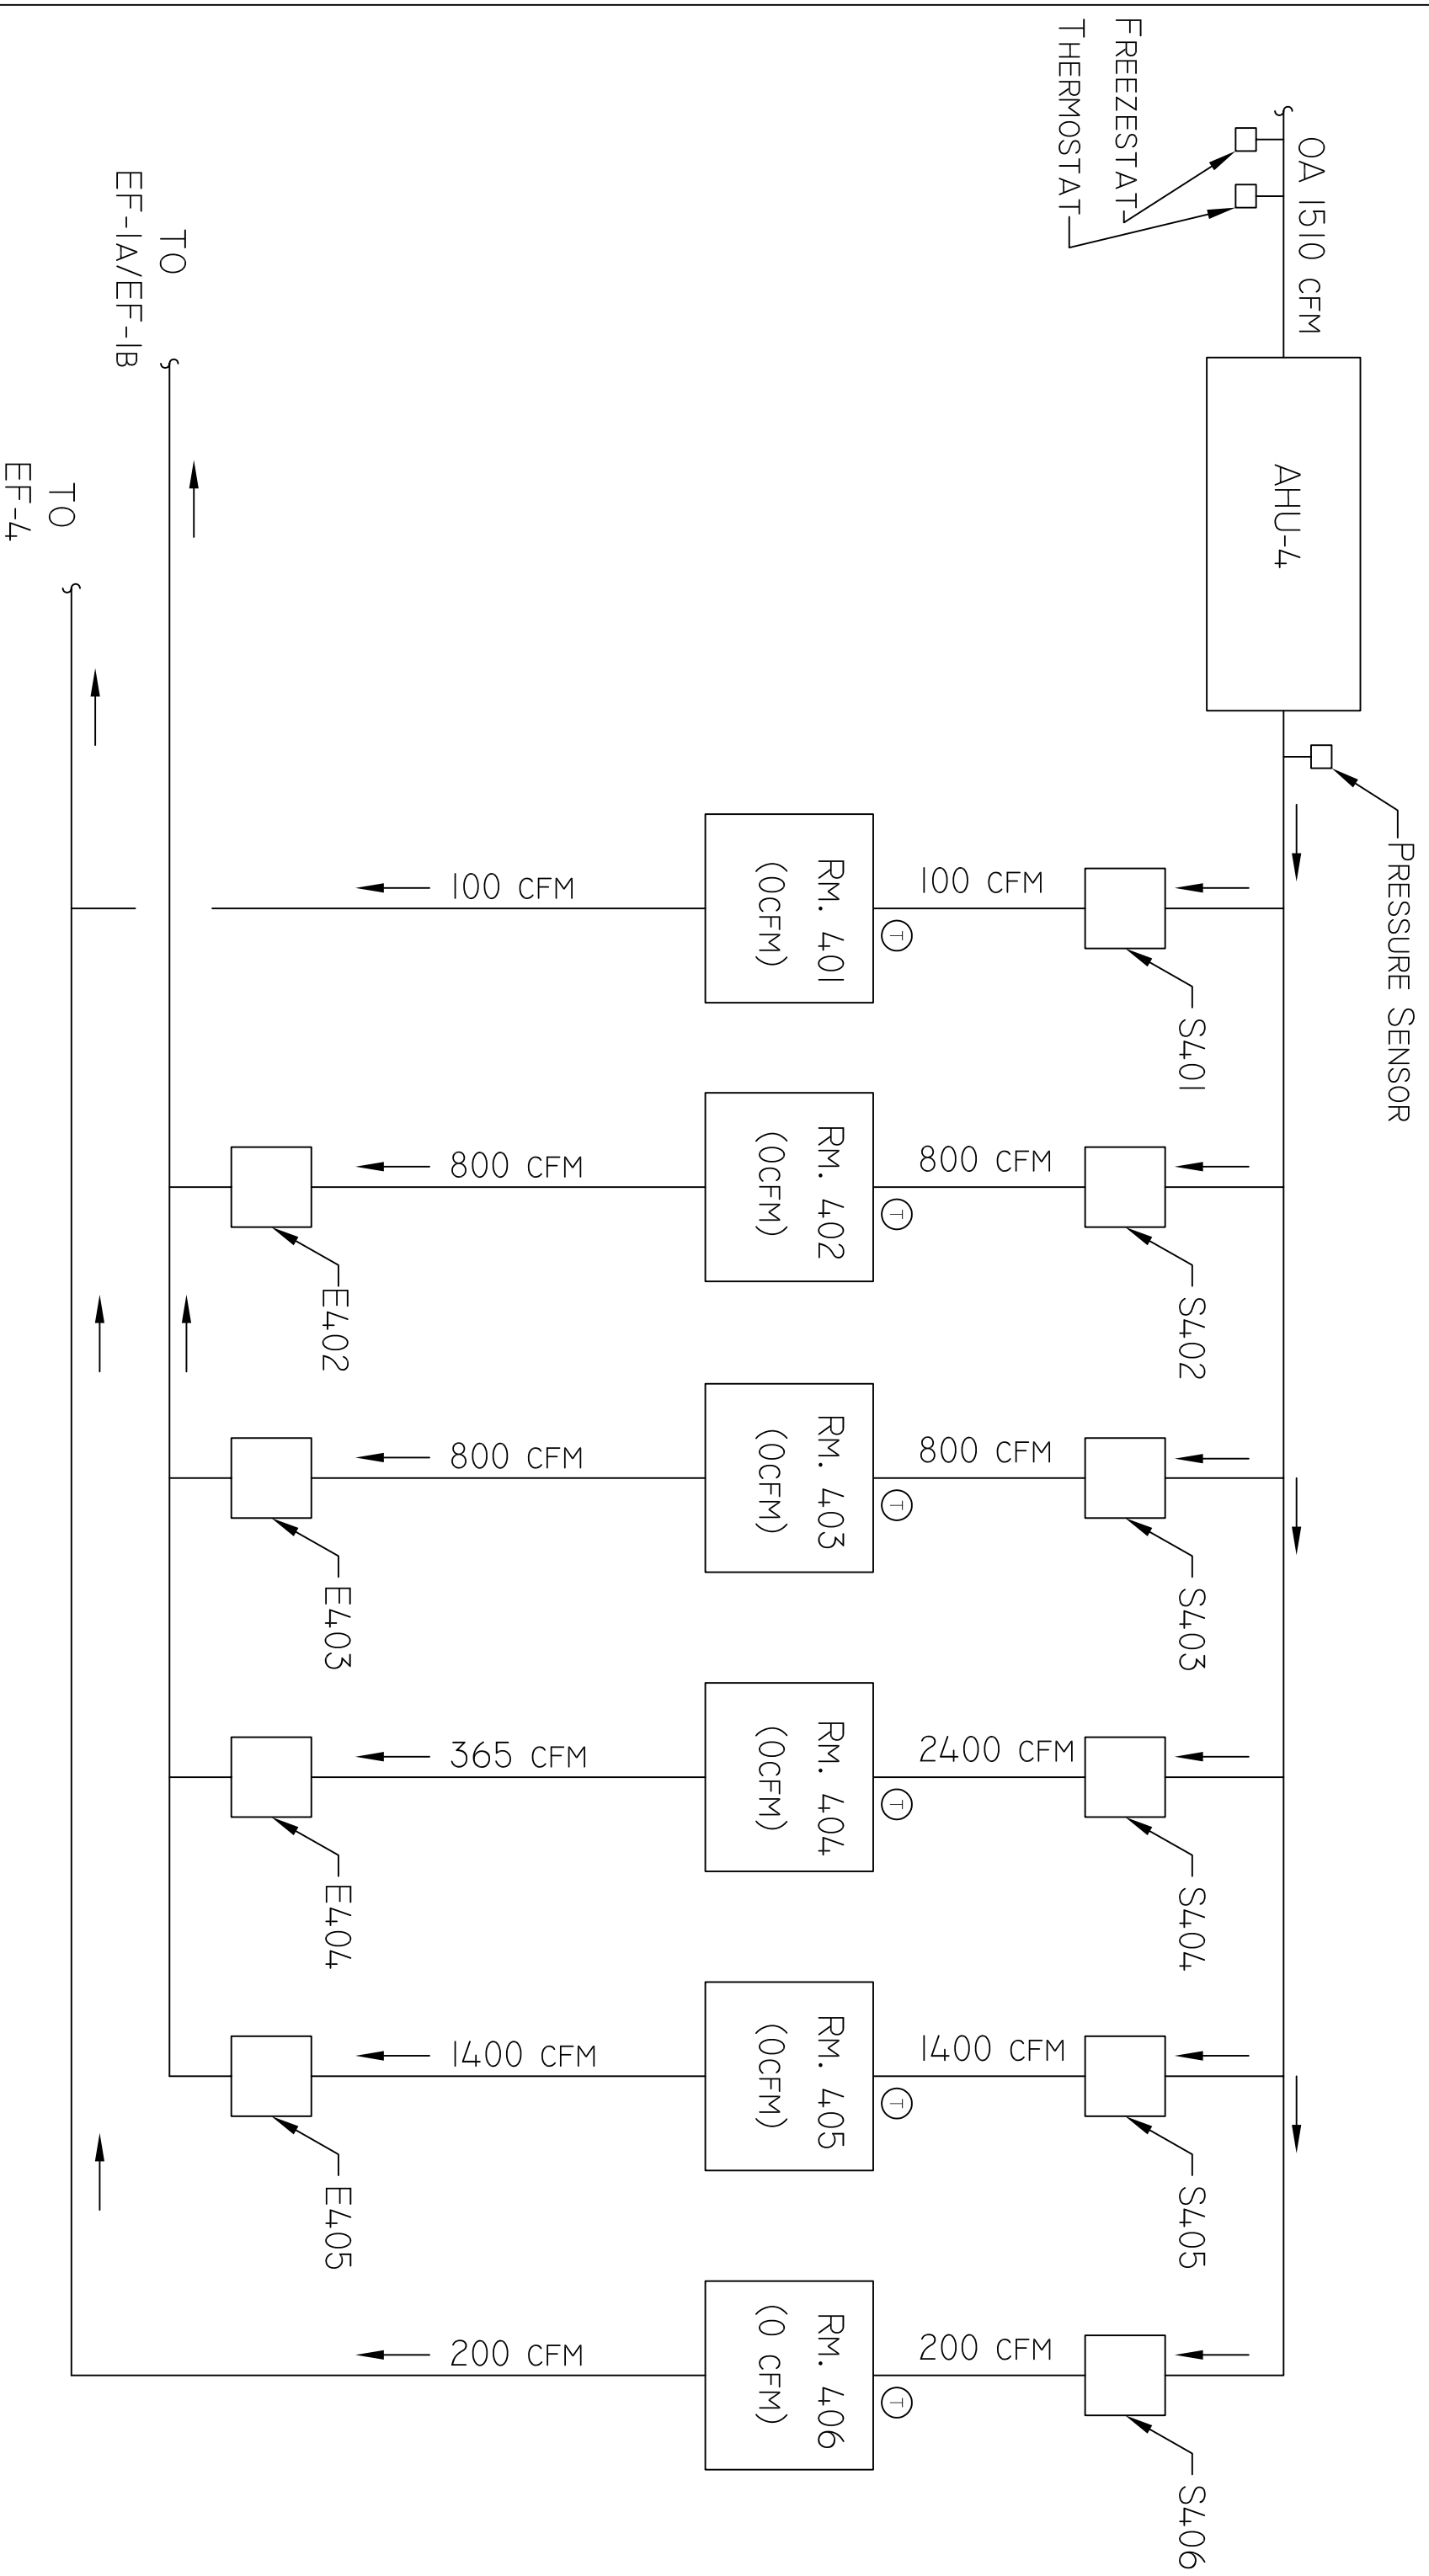 FREEZESTAT
THERMOSTAT
OA 1510 CFM
AHU-4
PRESSURE SENSOR
TO
EF-1A/EF-1B
TO
EF-4
S401
100 CFM
RM. 401
(0CFM)
T
100 CFM
S402
800 CFM
RM. 402
(0CFM)
T
800 CFM
E402
S403
800 CFM
RM. 403
(0CFM)
T
800 CFM
E403
S404
2400 CFM
RM. 404
(0CFM)
T
365 CFM
E404
S405
1400 CFM
RM. 405
(0CFM)
T
1400 CFM
E405
S406
200 CFM
RM. 406
(0 CFM)
T
200 CFM